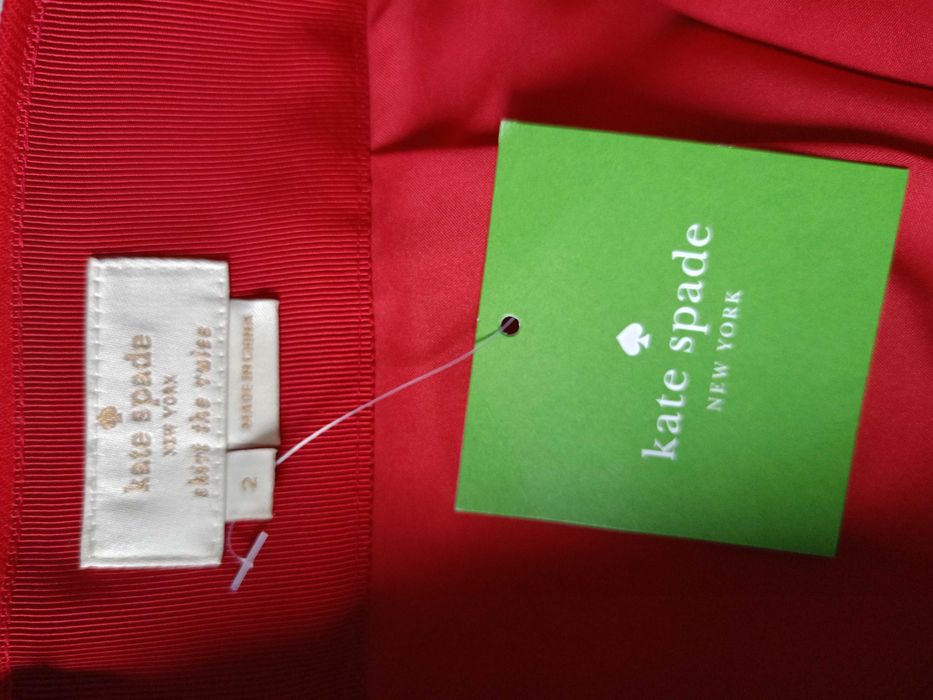 kate spade
NEW YORK
skirt the rules
MADE IN CHINA
2
kate spade
NEW YORK